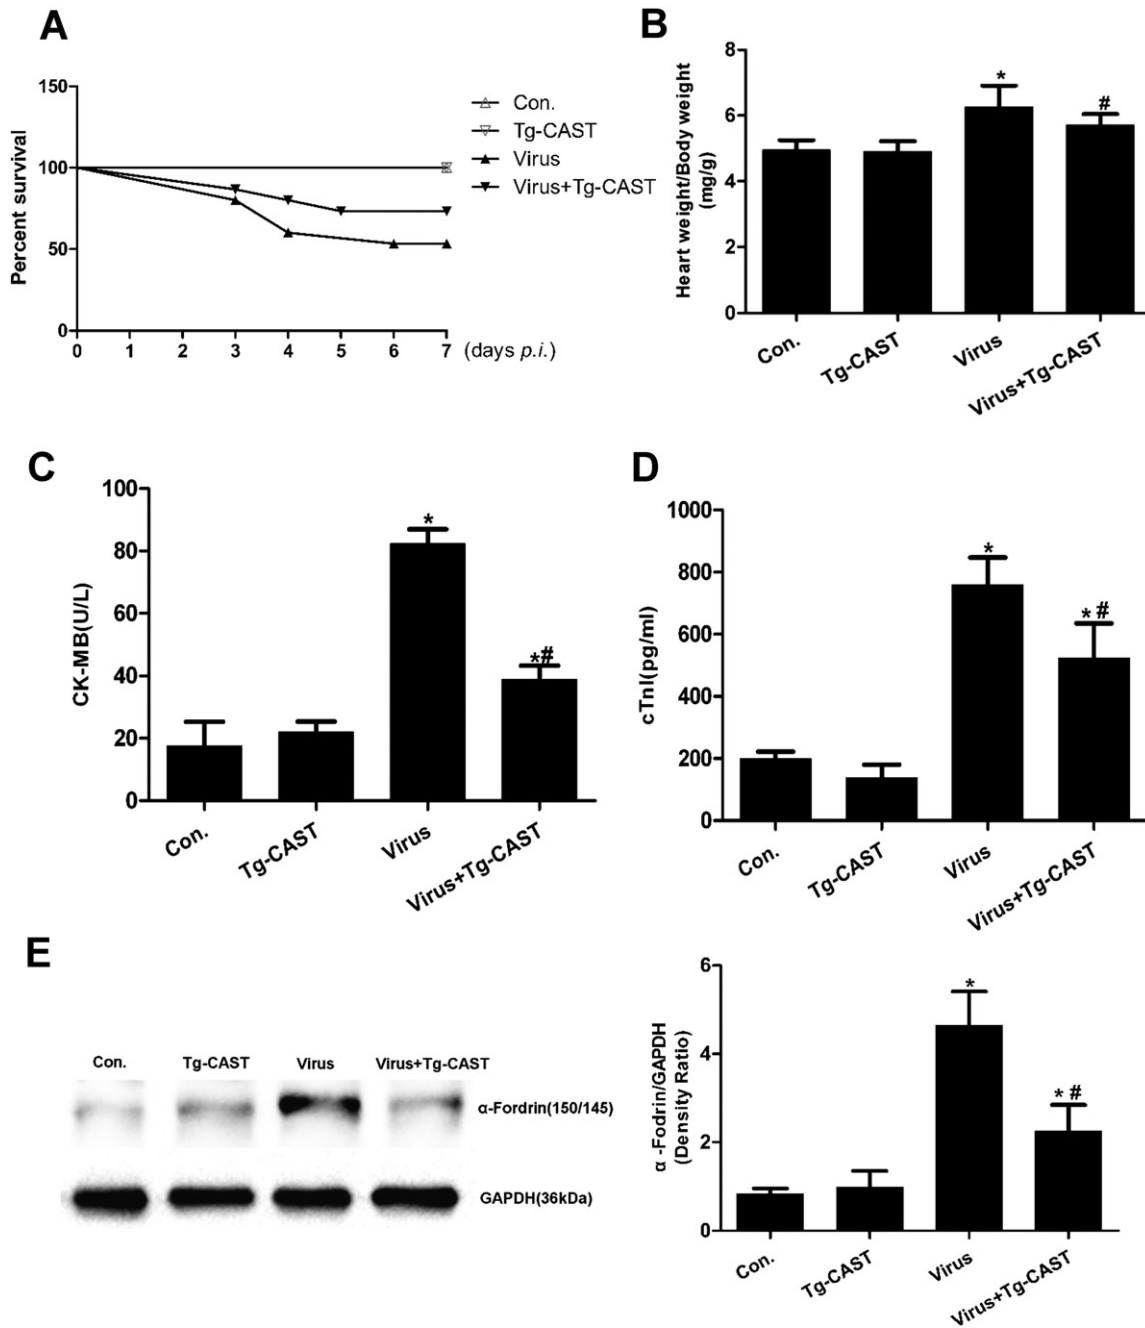 A
Percent survival
150
100
50
0
0 1 2 3 4 5 6 7 (days p.i.)
Con.
Tg-CAST
Virus
Virus+Tg-CAST
B
Heart weight/Body weight
(mg/g)
8
6
4
2
0
*
#
Con.
Tg-CAST
Virus
Virus+Tg-CAST
C
CK-MB(U/L)
100
80
60
40
20
0
*
*#
Con.
Tg-CAST
Virus
Virus+Tg-CAST
D
cTnI(pg/ml)
1000
800
600
400
200
0
*
*#
Con.
Tg-CAST
Virus
Virus+Tg-CAST
E
Con. Tg-CAST Virus Virus+Tg-CAST
α-Fordrin(150/145)
GAPDH(36kDa)
α -Fodrin/GAPDH
(Density Ratio)
6
4
2
0
*
*#
Con.
Tg-CAST
Virus
Virus+Tg-CAST